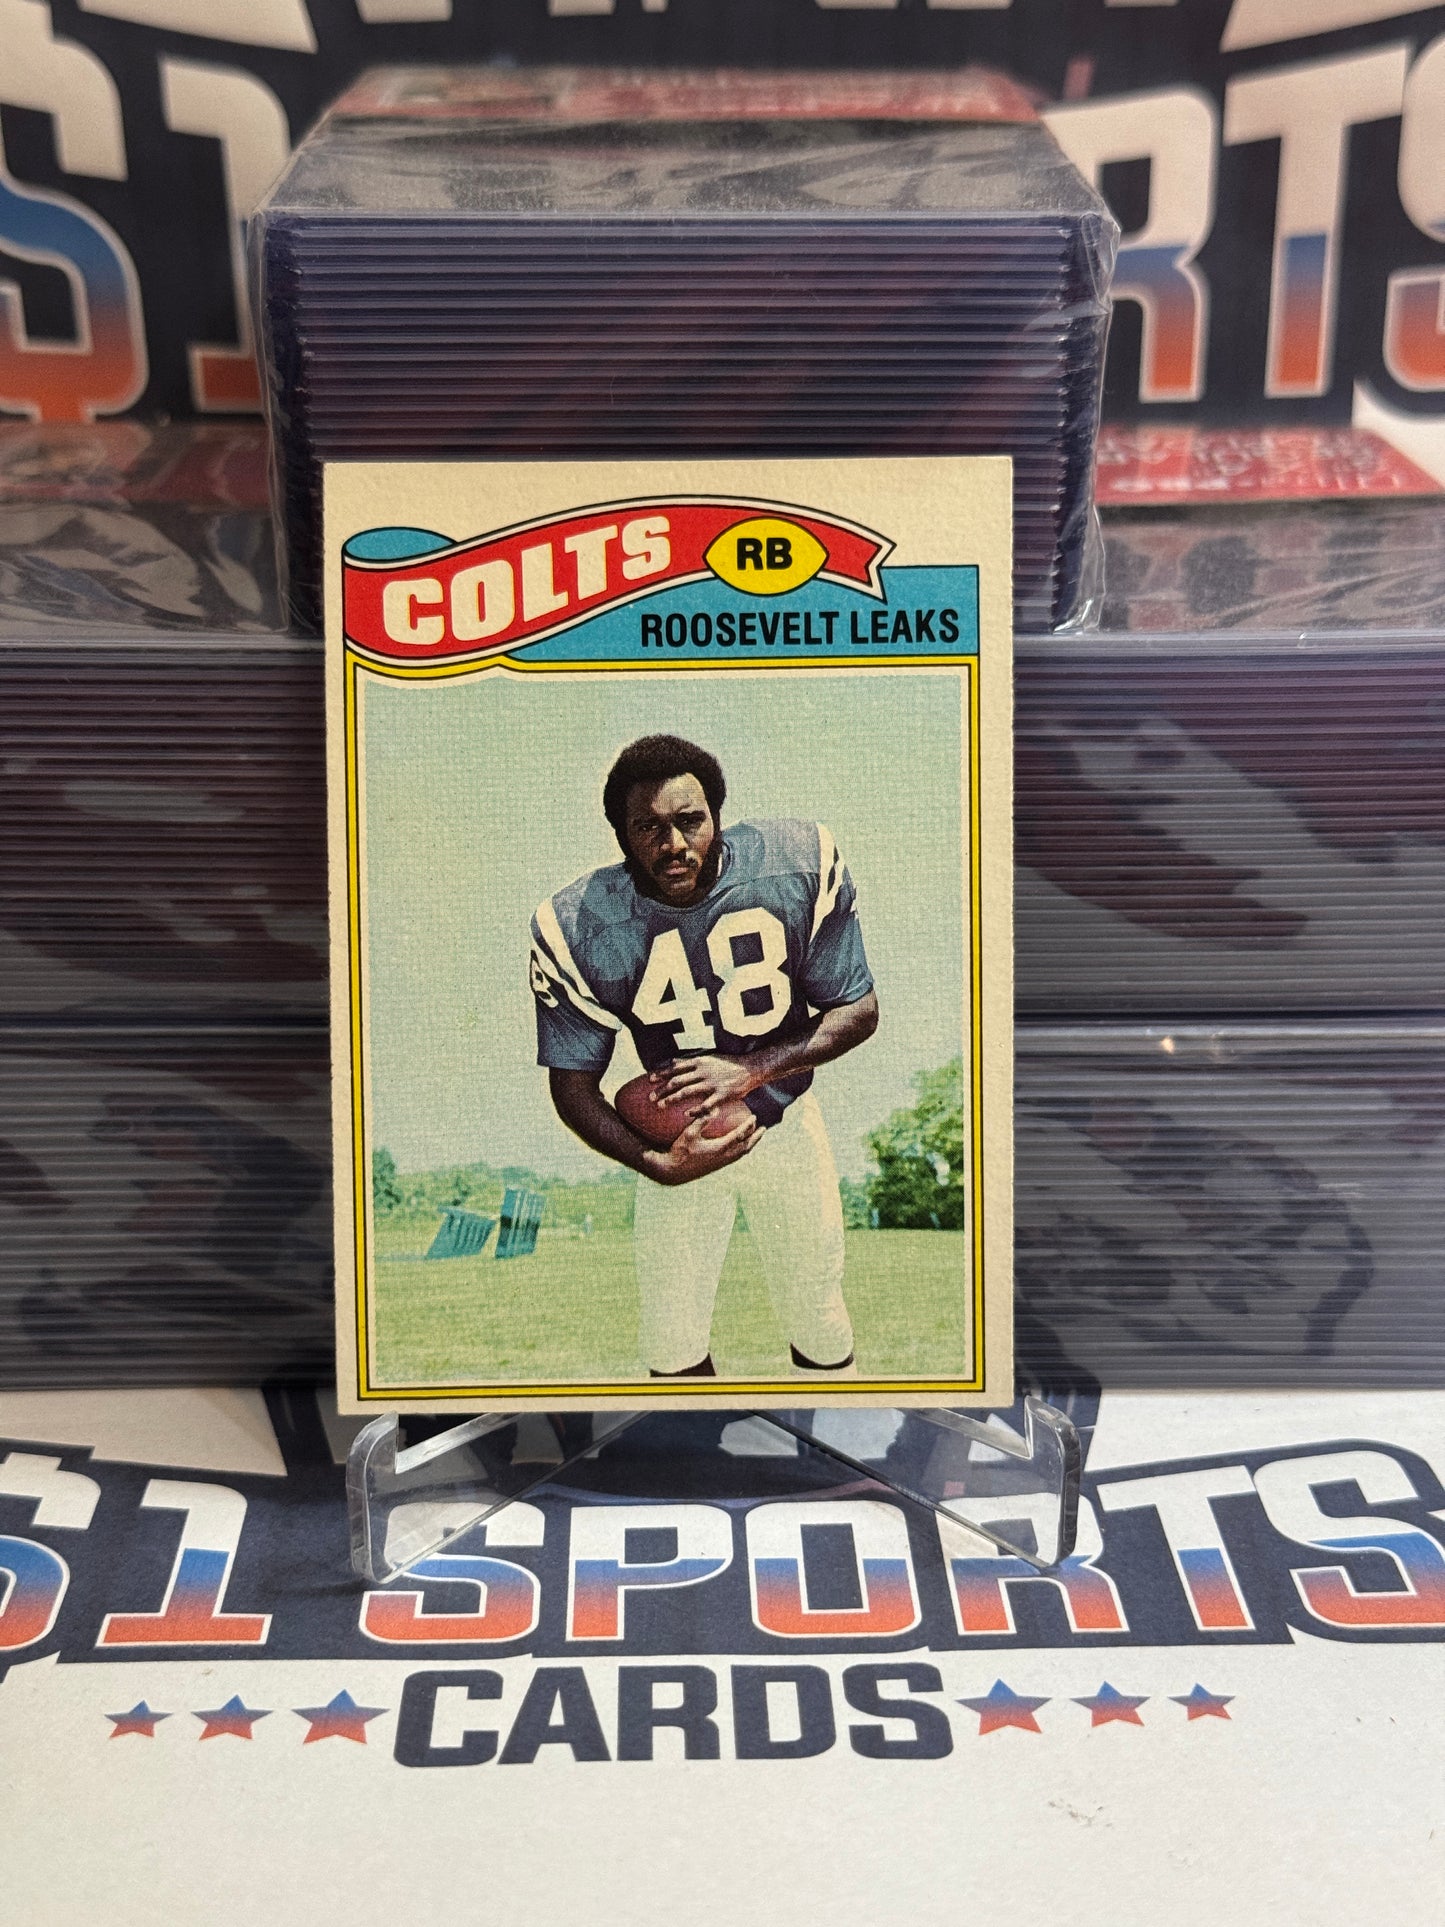 COLTS
RB
ROOSEVELT LEAKS
48
$1 SPORTS
CARDS